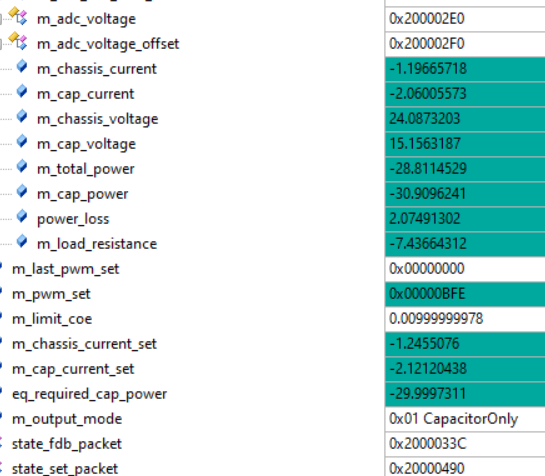 m_adc_voltage 0x200002E0
m_adc_voltage_offset 0x200002F0
m_chassis_current -1.19665718
m_cap_current -2.06005573
m_chassis_voltage 24.0873203
m_cap_voltage 15.1563187
m_total_power -28.8114529
m_cap_power -30.9096241
power_loss 2.07491302
m_load_resistance -7.43664312
m_last_pwm_set 0x00000000
m_pwm_set 0x00000BFE
m_limit_coe 0.00999999978
m_chassis_current_set -1.2455076
m_cap_current_set -2.12120438
eq_required_cap_power -29.9997311
m_output_mode 0x01 CapacitorOnly
state_fdb_packet 0x2000033C
state_set_packet 0x20000490